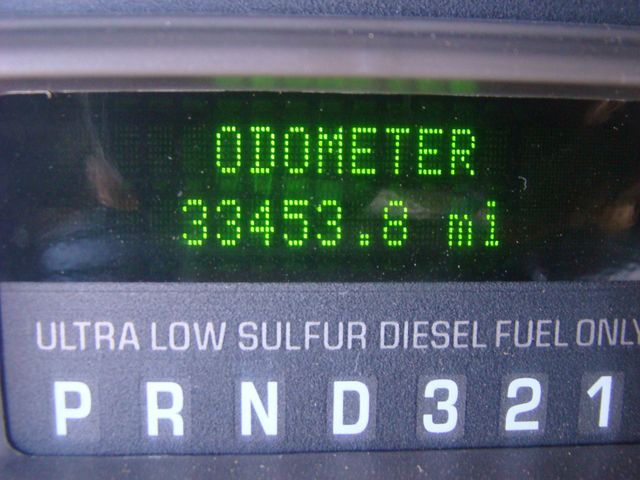 ODOMETER
33453.8 mi
ULTRA LOW SULFUR DIESEL FUEL ONLY
P R N D 3 2 1